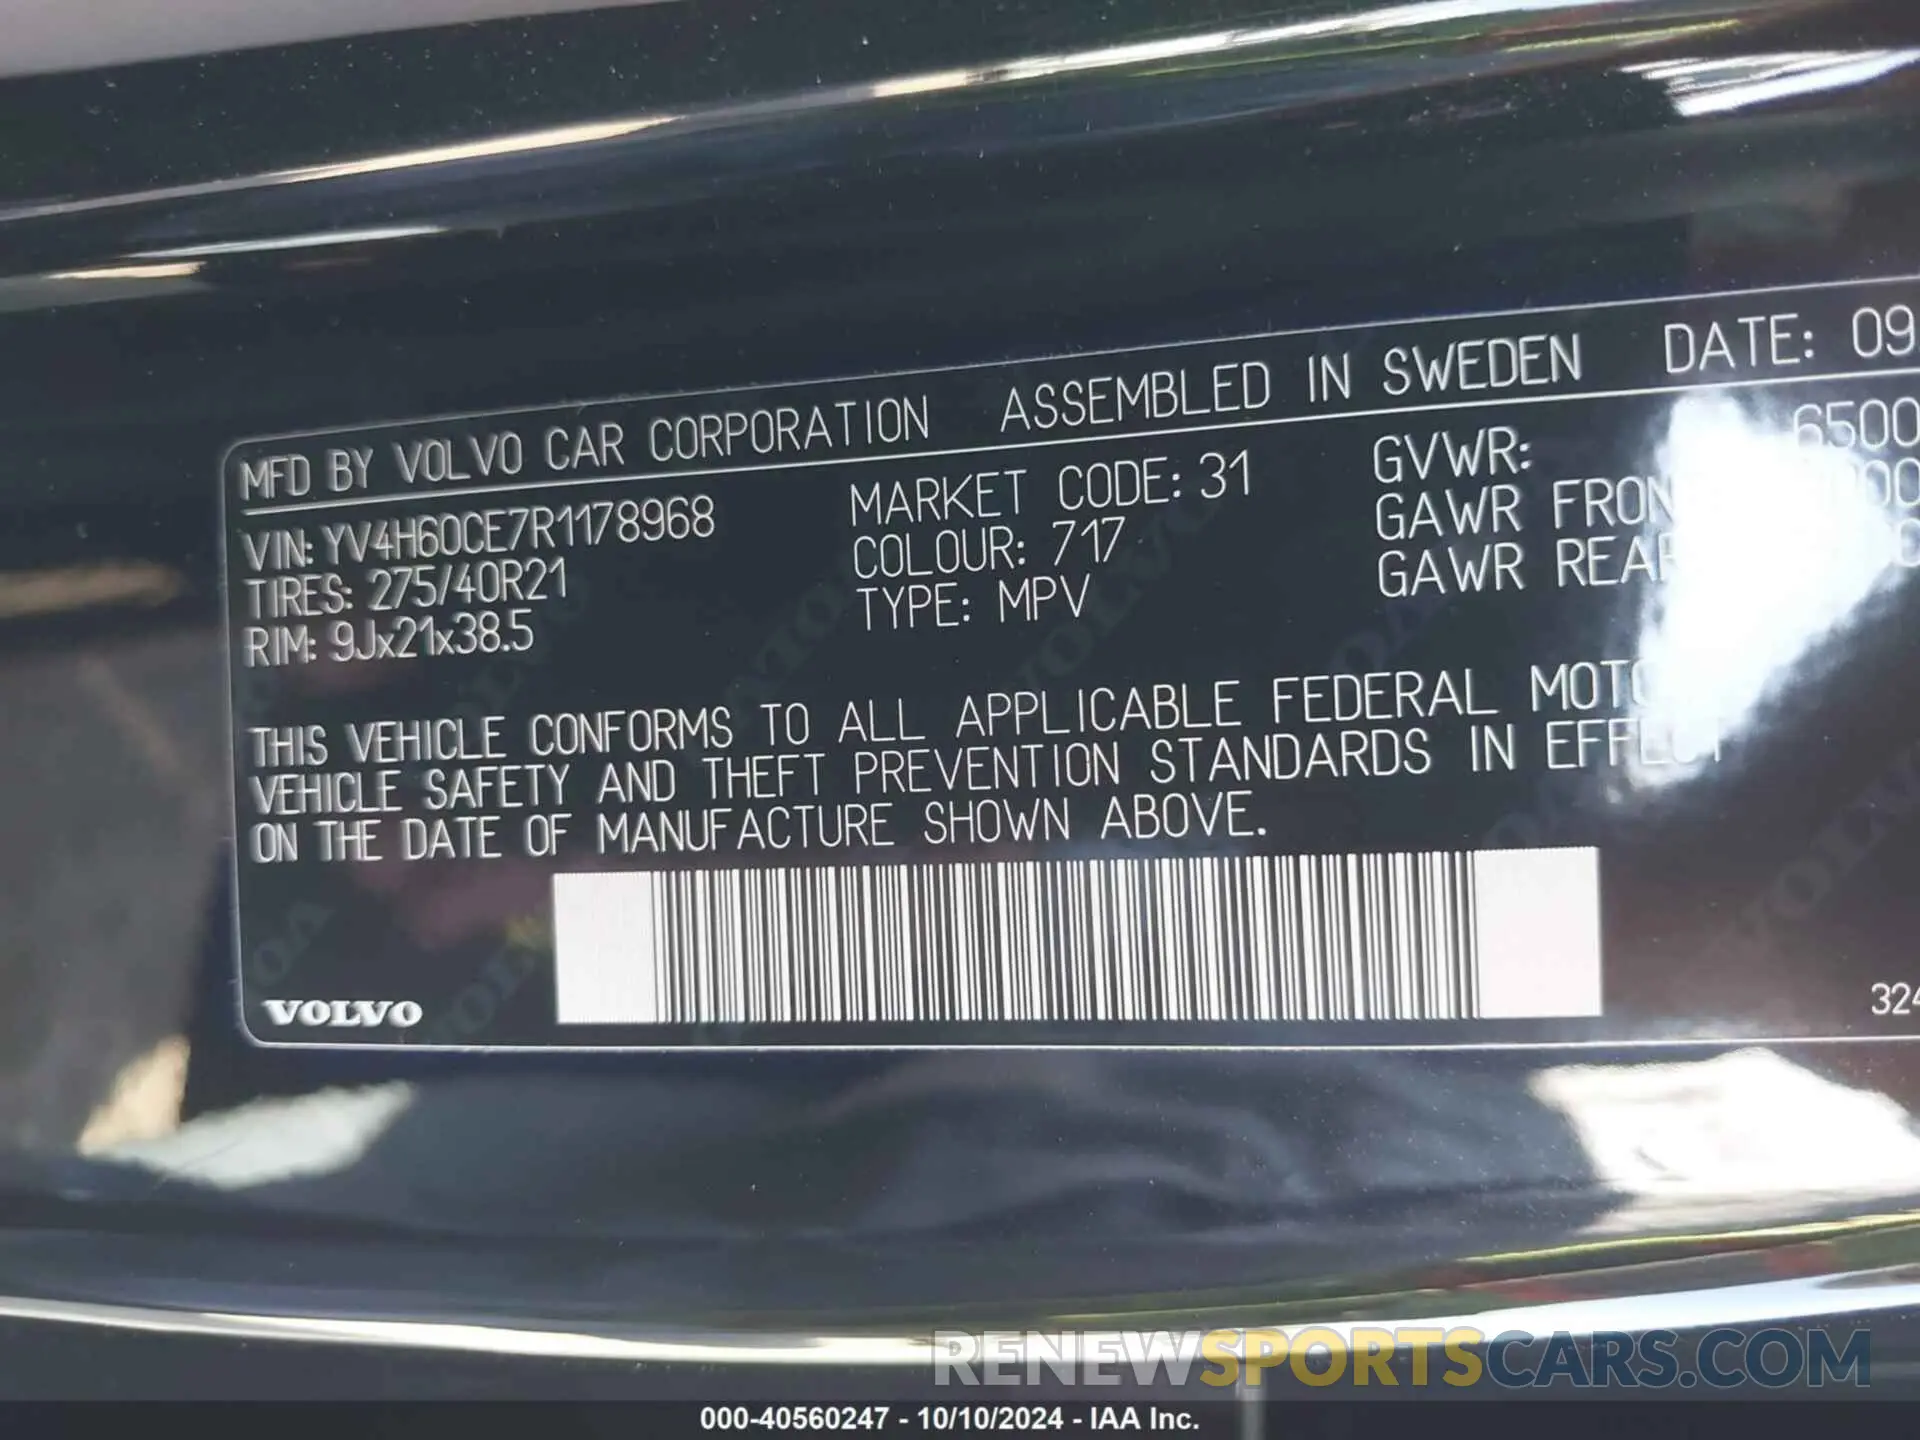 MFD BY VOLVO CAR CORPORATION ASSEMBLED IN SWEDEN DATE: 09
VIN: YV4H60CE7R1178968 MARKET CODE: 31 GVWR: 6500
TIRES: 275/40R21 COLOUR: 717 GAWR FRON
RIM: 9Jx21x38.5 TYPE: MPV GAWR REAR
THIS VEHICLE CONFORMS TO ALL APPLICABLE FEDERAL MOTO
VEHICLE SAFETY AND THEFT PREVENTION STANDARDS IN EFFECT
ON THE DATE OF MANUFACTURE SHOWN ABOVE.
VOLVO
324
RENEWSPORTSCARS.COM
000-40560247 - 10/10/2024 - IAA Inc.